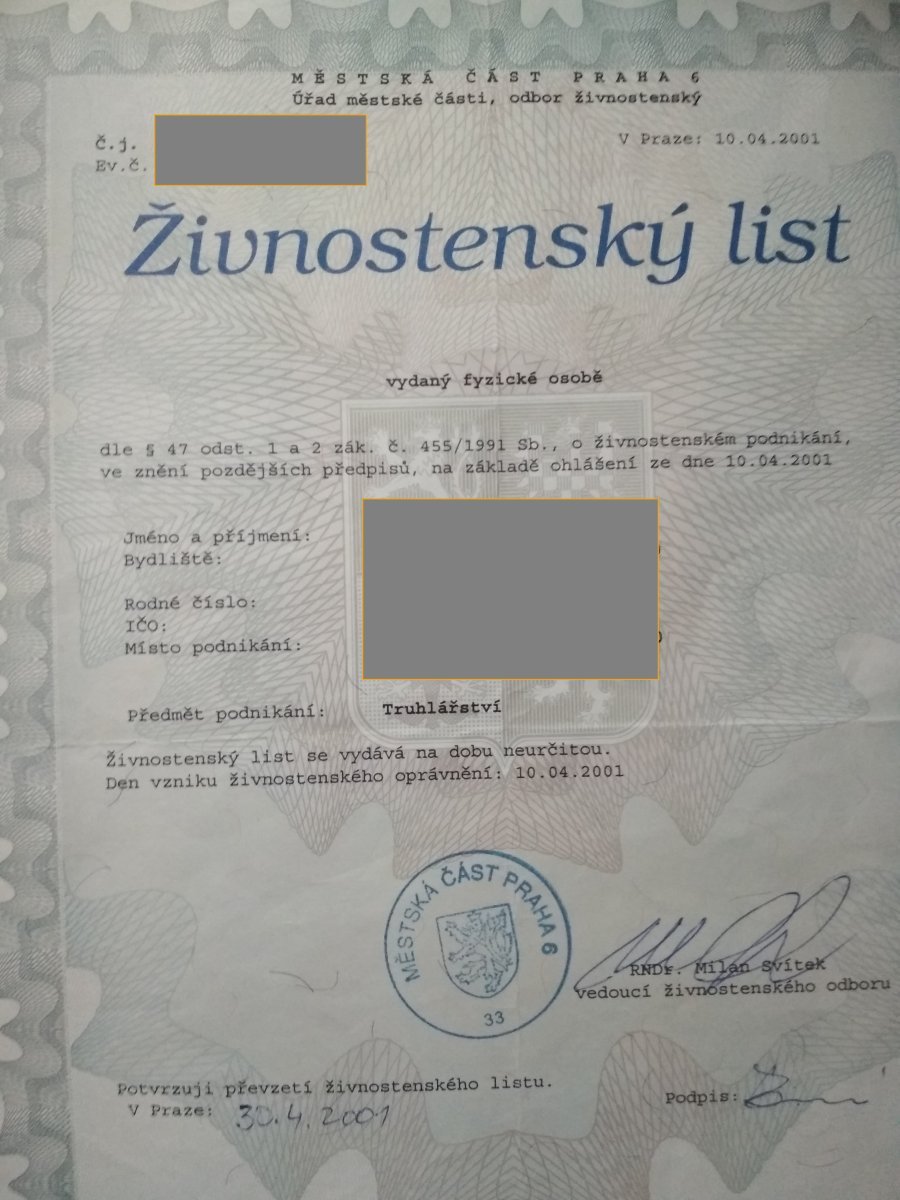 MĚSTSKÁ ČÁST PRAHA 6
Úřad městské části, odbor živnostenský
Č.j.
V Praze: 10.04.2001
Ev.č.
Živnostenský list
vydaný fyzické osobě
dle § 47 odst. 1 a 2 zák. č. 455/1991 Sb., o živnostenském podnikání,
ve znění pozdějších předpisů, na základě ohlášení ze dne 10.04.2001
Jméno a příjmení:
Bydliště:
Rodné číslo:
IČO:
Místo podnikání:
Předmět podnikání: Truhlářství
Živnostenský list se vydává na dobu neurčitou.
Den vzniku živnostenského oprávnění: 10.04.2001
MĚSTSKÁ ČÁST PRAHA 6
33
RNDr. Milan Svítek
vedoucí živnostenského odboru
Potvrzuji převzetí živnostenského listu.
V Praze: 30.4.2001
Podpis: